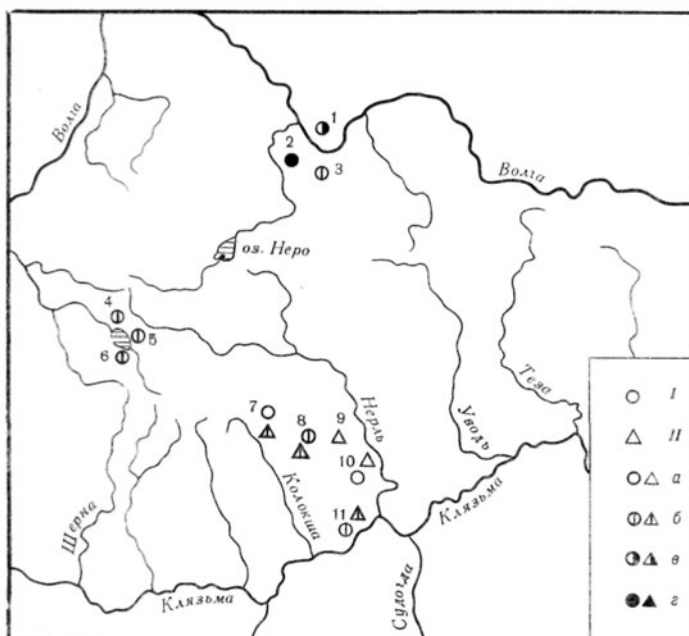 Волга
1
2
3
Волга
оз. Неро
4
5
6
7
8
9
10
11
Нерль
Уводь
Теза
Колокша
Шерна
Клязьма
Клязьма
Судогда
I
II
а
б
в
г